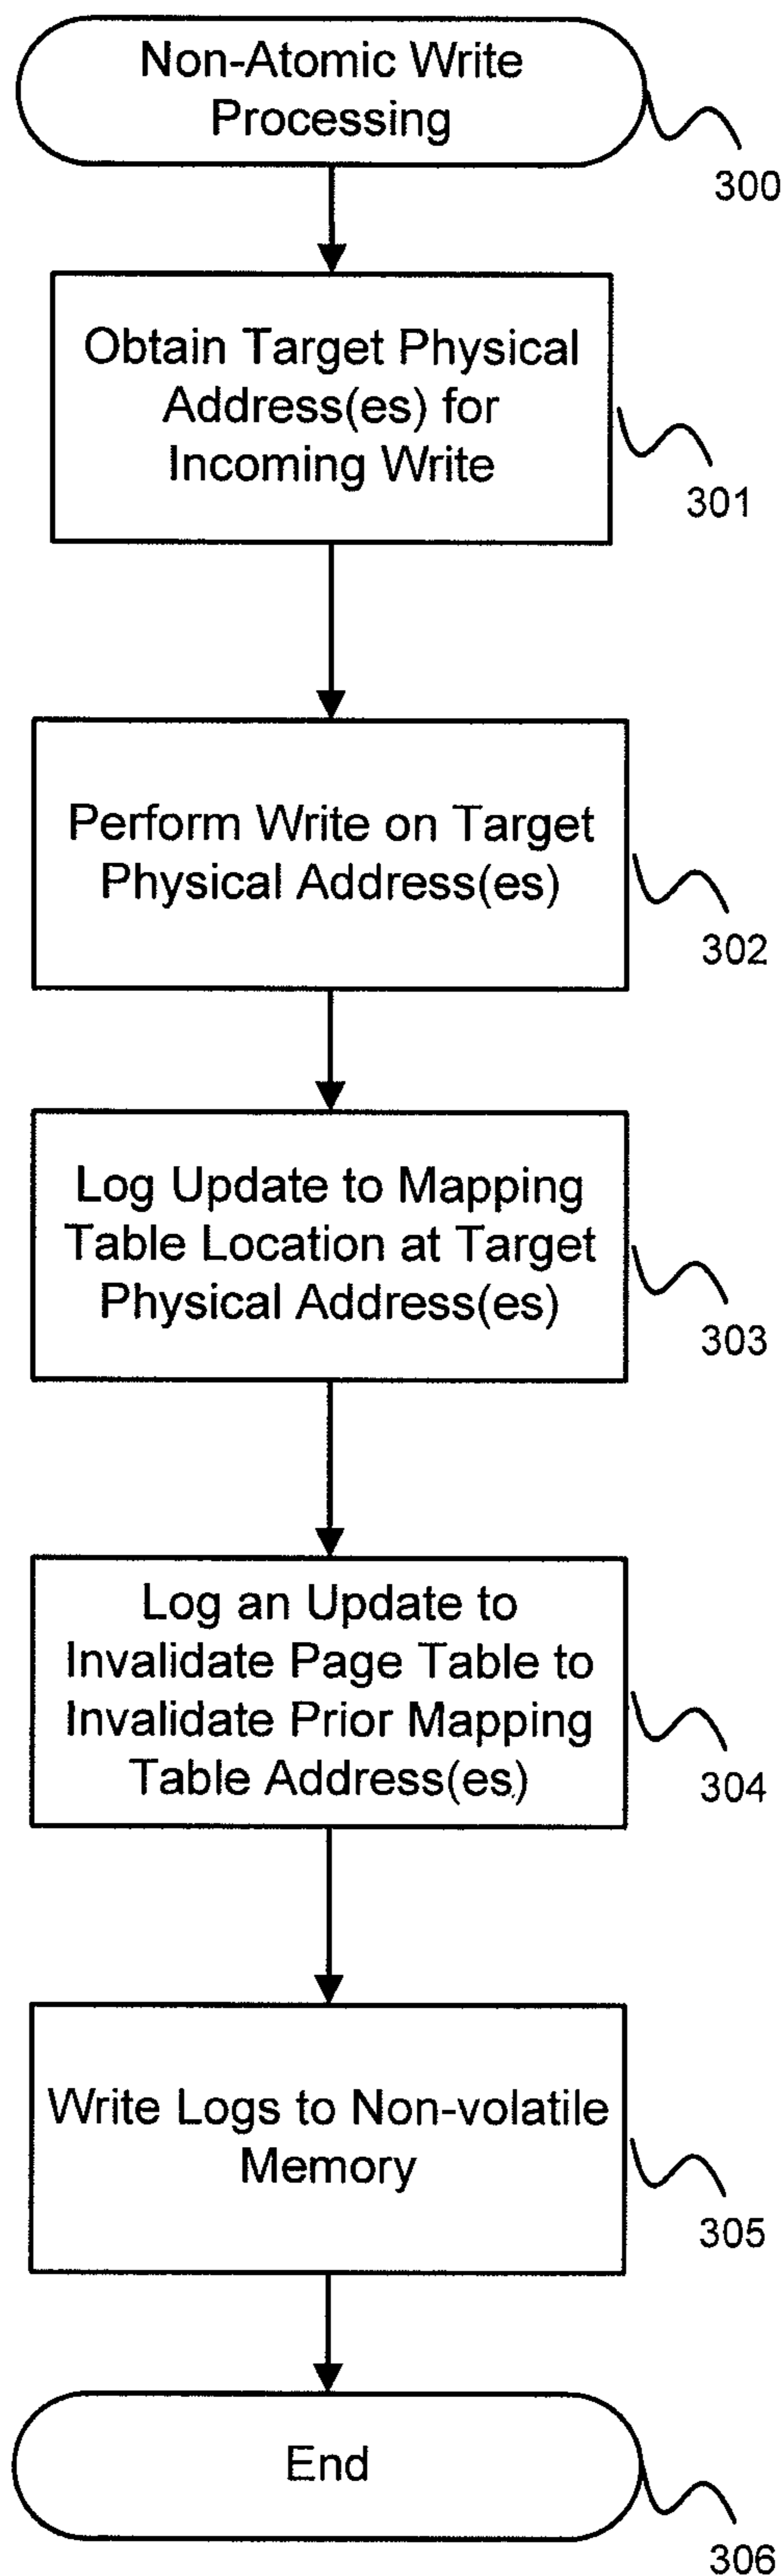 Non-Atomic Write
Processing
300
Obtain Target Physical
Address(es) for
Incoming Write
301
Perform Write on Target
Physical Address(es)
302
Log Update to Mapping
Table Location at Target
Physical Address(es)
303
Log an Update to
Invalidate Page Table to
Invalidate Prior Mapping
Table Address(es)
304
Write Logs to Non-volatile
Memory
305
End
306